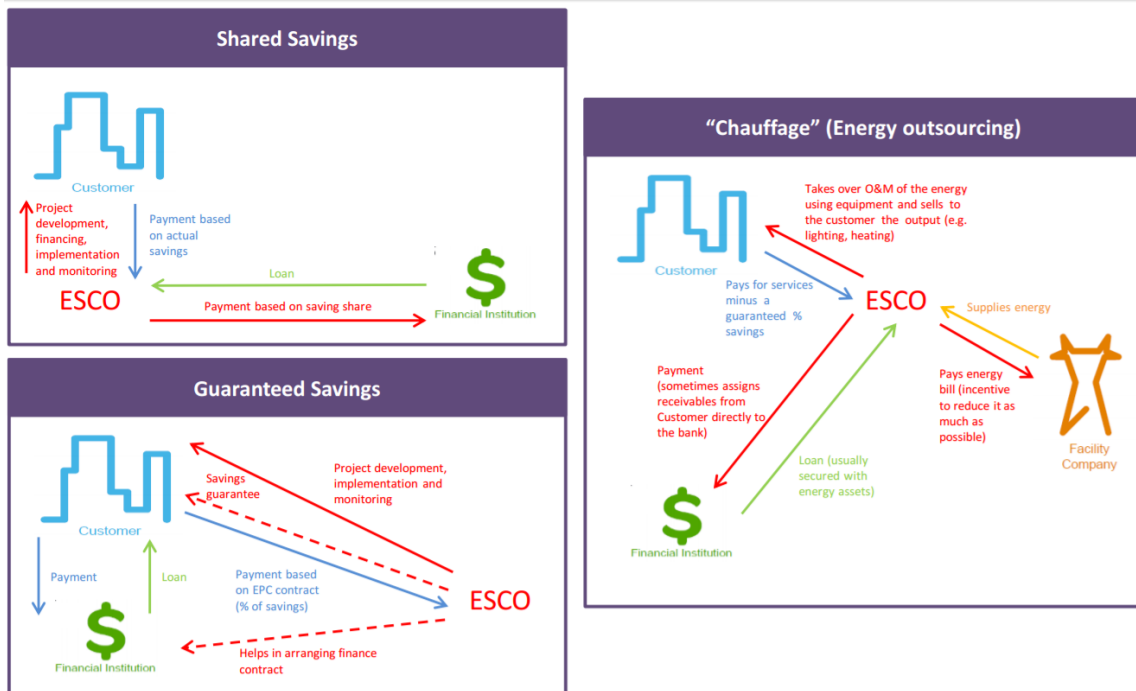 Shared Savings
Customer
Project
development,
financing,
implementation
and monitoring
Payment based
on actual
savings
Loan
ESCO
Payment based on saving share
$
Financial Institution
Guaranteed Savings
Customer
Savings
guarantee
Project development,
implementation and
monitoring
Payment
Loan
Payment based
on EPC contract
(% of savings)
ESCO
$
Financial Institution
Helps in arranging finance
contract
“Chauffage” (Energy outsourcing)
Customer
Takes over O&M of the energy
using equipment and sells to
the customer the output (e.g.
lighting, heating)
Pays for services
minus a
guaranteed %
savings
ESCO
Supplies energy
Payment
(sometimes assigns
receivables from
Customer directly to
the bank)
Pays energy
bill (incentive
to reduce it as
much as
possible)
Facility
Company
Loan (usually
secured with
energy assets)
$
Financial Institution